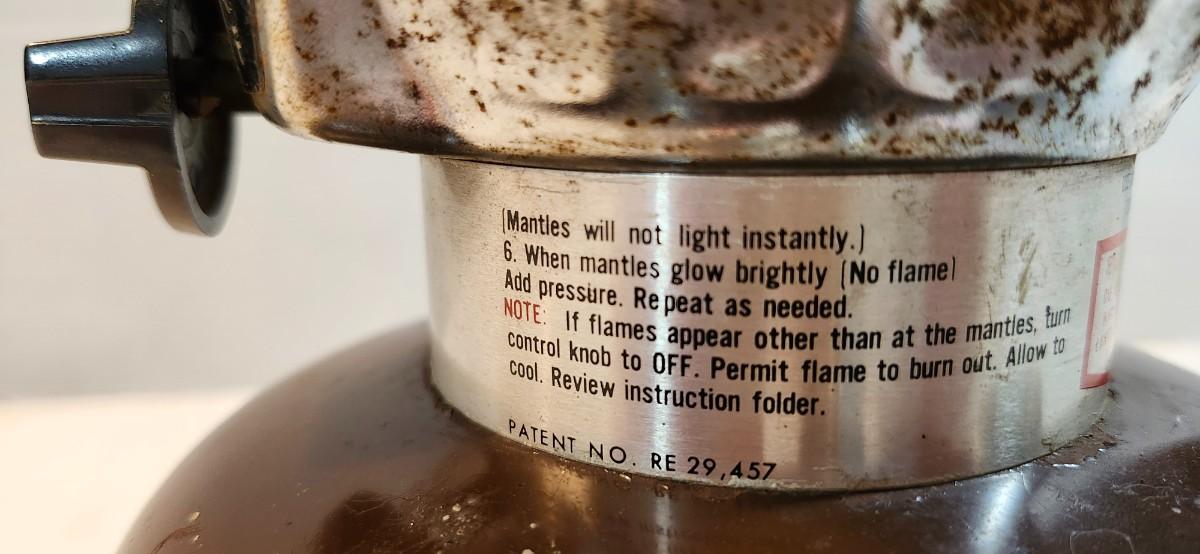 (Mantles will not light instantly.)
6. When mantles glow brightly (No flame)
Add pressure. Repeat as needed.
NOTE: If flames appear other than at the mantles, turn
control knob to OFF. Permit flame to burn out. Allow to
cool. Review instruction folder.
PATENT NO. RE 29,457